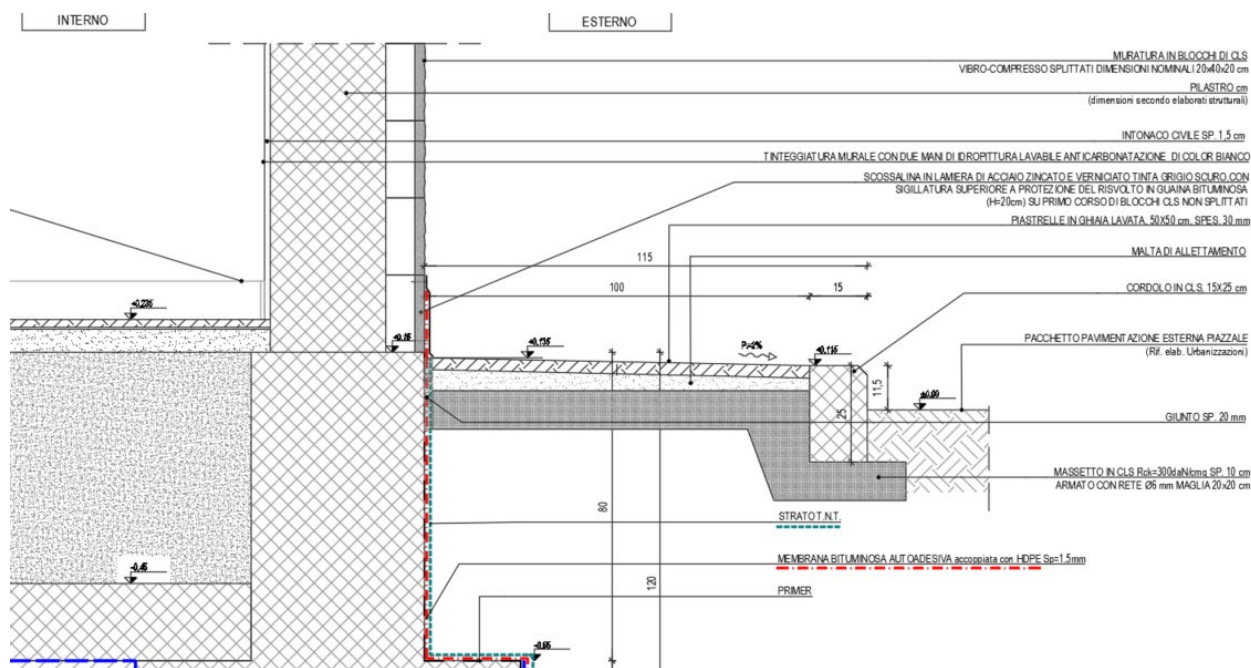 INTERNO
ESTERNO
MURATURA IN BLOCCHI DI CLS
VIBRO-COMPRESSO SPLITTATI DIMENSIONI NOMINALI 20x40x20 cm
PILASTRO cm
(dimensioni secondo elaborati strutturali)
INTONACO CIVILE SP. 1,5 cm
TINTEGGIATURA MURALE CON DUE MANI DI IDROPITTURA LAVABILE ANTICARBONATAZIONE DI COLOR BIANCO
SCOSSALINA IN LAMIERA DI ACCIAIO ZINCATO E VERNICIATO TINTA GRIGIO SCURO,CON
SIGILLATURA SUPERIORE A PROTEZIONE DEL RISVOLTO IN GUAINA BITUMINOSA
(H=20cm) SU PRIMO CORSO DI BLOCCHI CLS NON SPLITTATI
PIASTRELLE IN GHIAIA LAVATA, 50X50 cm, SPES. 30 mm
115
MALTA DI ALLETTAMENTO
100
15
CORDOLO IN CLS, 15X25 cm
+0.235
+0.15
+0.135
P=2%
+0.115
PACCHETTO PAVIMENTAZIONE ESTERNA PIAZZALE
(Rif. elab. Urbanizzazioni)
11,5
±0.00
25
GIUNTO SP. 20 mm
MASSETTO IN CLS Rck=300daN/cmq SP. 10 cm
ARMATO CON RETE Ø6 mm MAGLIA 20x20 cm
80
STRATO T.N.T.
120
-0.45
MEMBRANA BITUMINOSA AUTOADESIVA accoppiata con HDPE Sp=1.5mm
PRIMER
-0.65